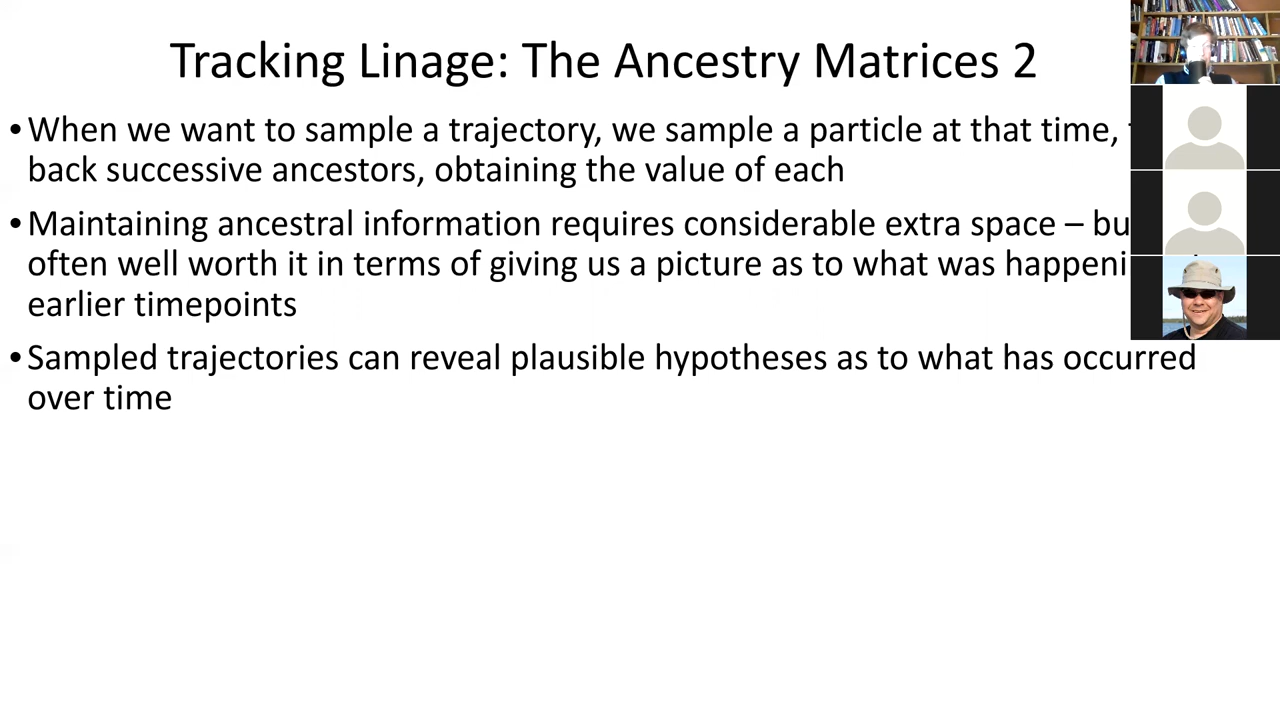 Tracking Linage: The Ancestry Matrices 2
•When we want to sample a trajectory, we sample a particle at that time,
back successive ancestors, obtaining the value of each
•Maintaining ancestral information requires considerable extra space –
often well worth it in terms of giving us a picture as to what was
earlier timepoints
•Sampled trajectories can reveal plausible hypotheses as to what has occurred
over time